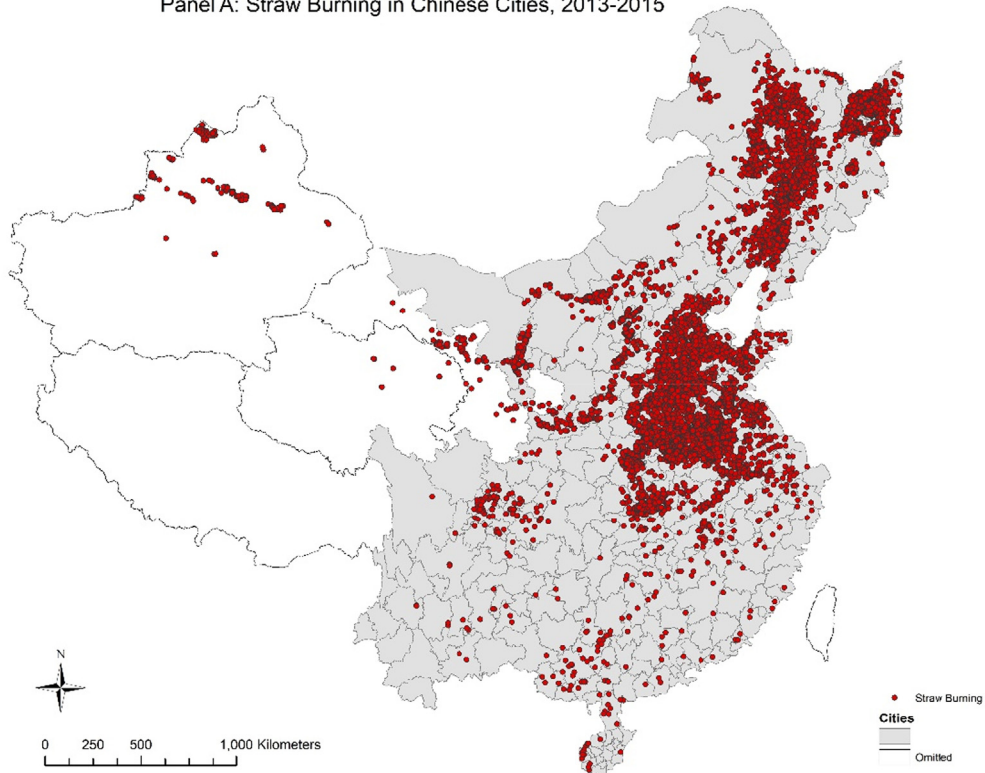 Panel A: Straw Burning in Chinese Cities, 2013-2015
N
0 250 500 1,000 Kilometers
Straw Burning
Cities
Omitted